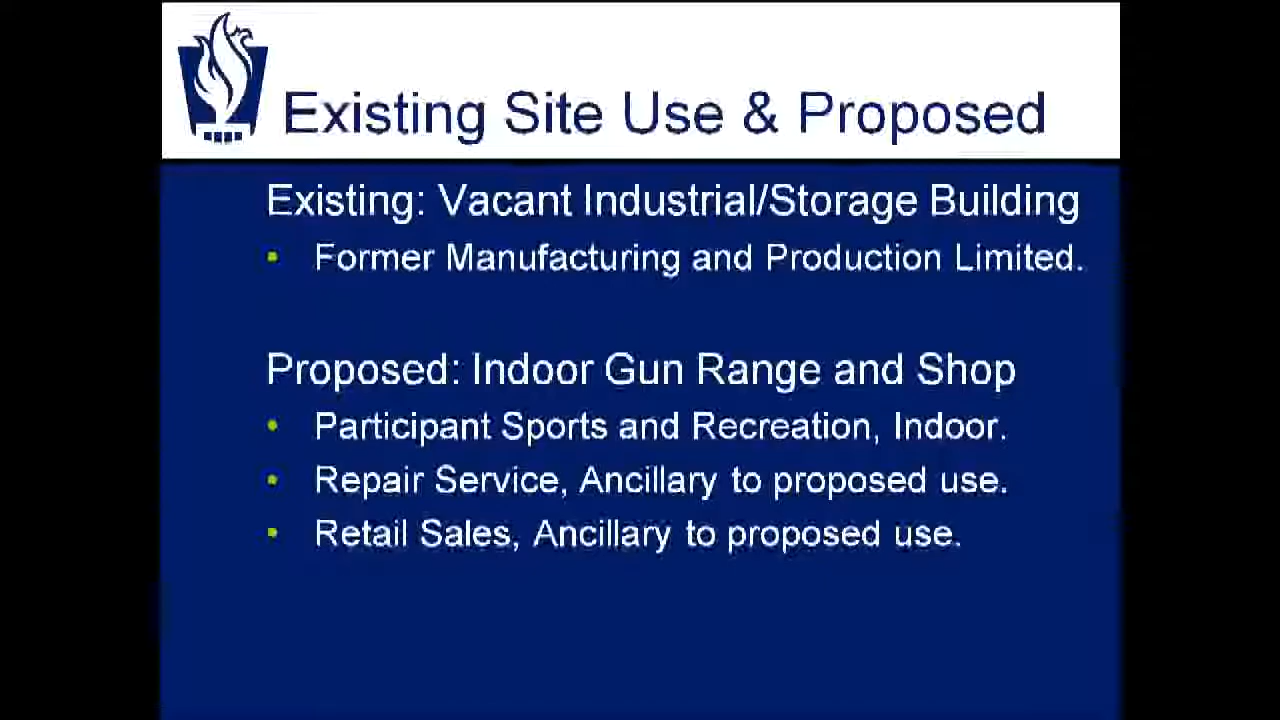 Existing Site Use & Proposed
Existing: Vacant Industrial/Storage Building
• Former Manufacturing and Production Limited.
Proposed: Indoor Gun Range and Shop
• Participant Sports and Recreation, Indoor.
• Repair Service, Ancillary to proposed use.
• Retail Sales, Ancillary to proposed use.